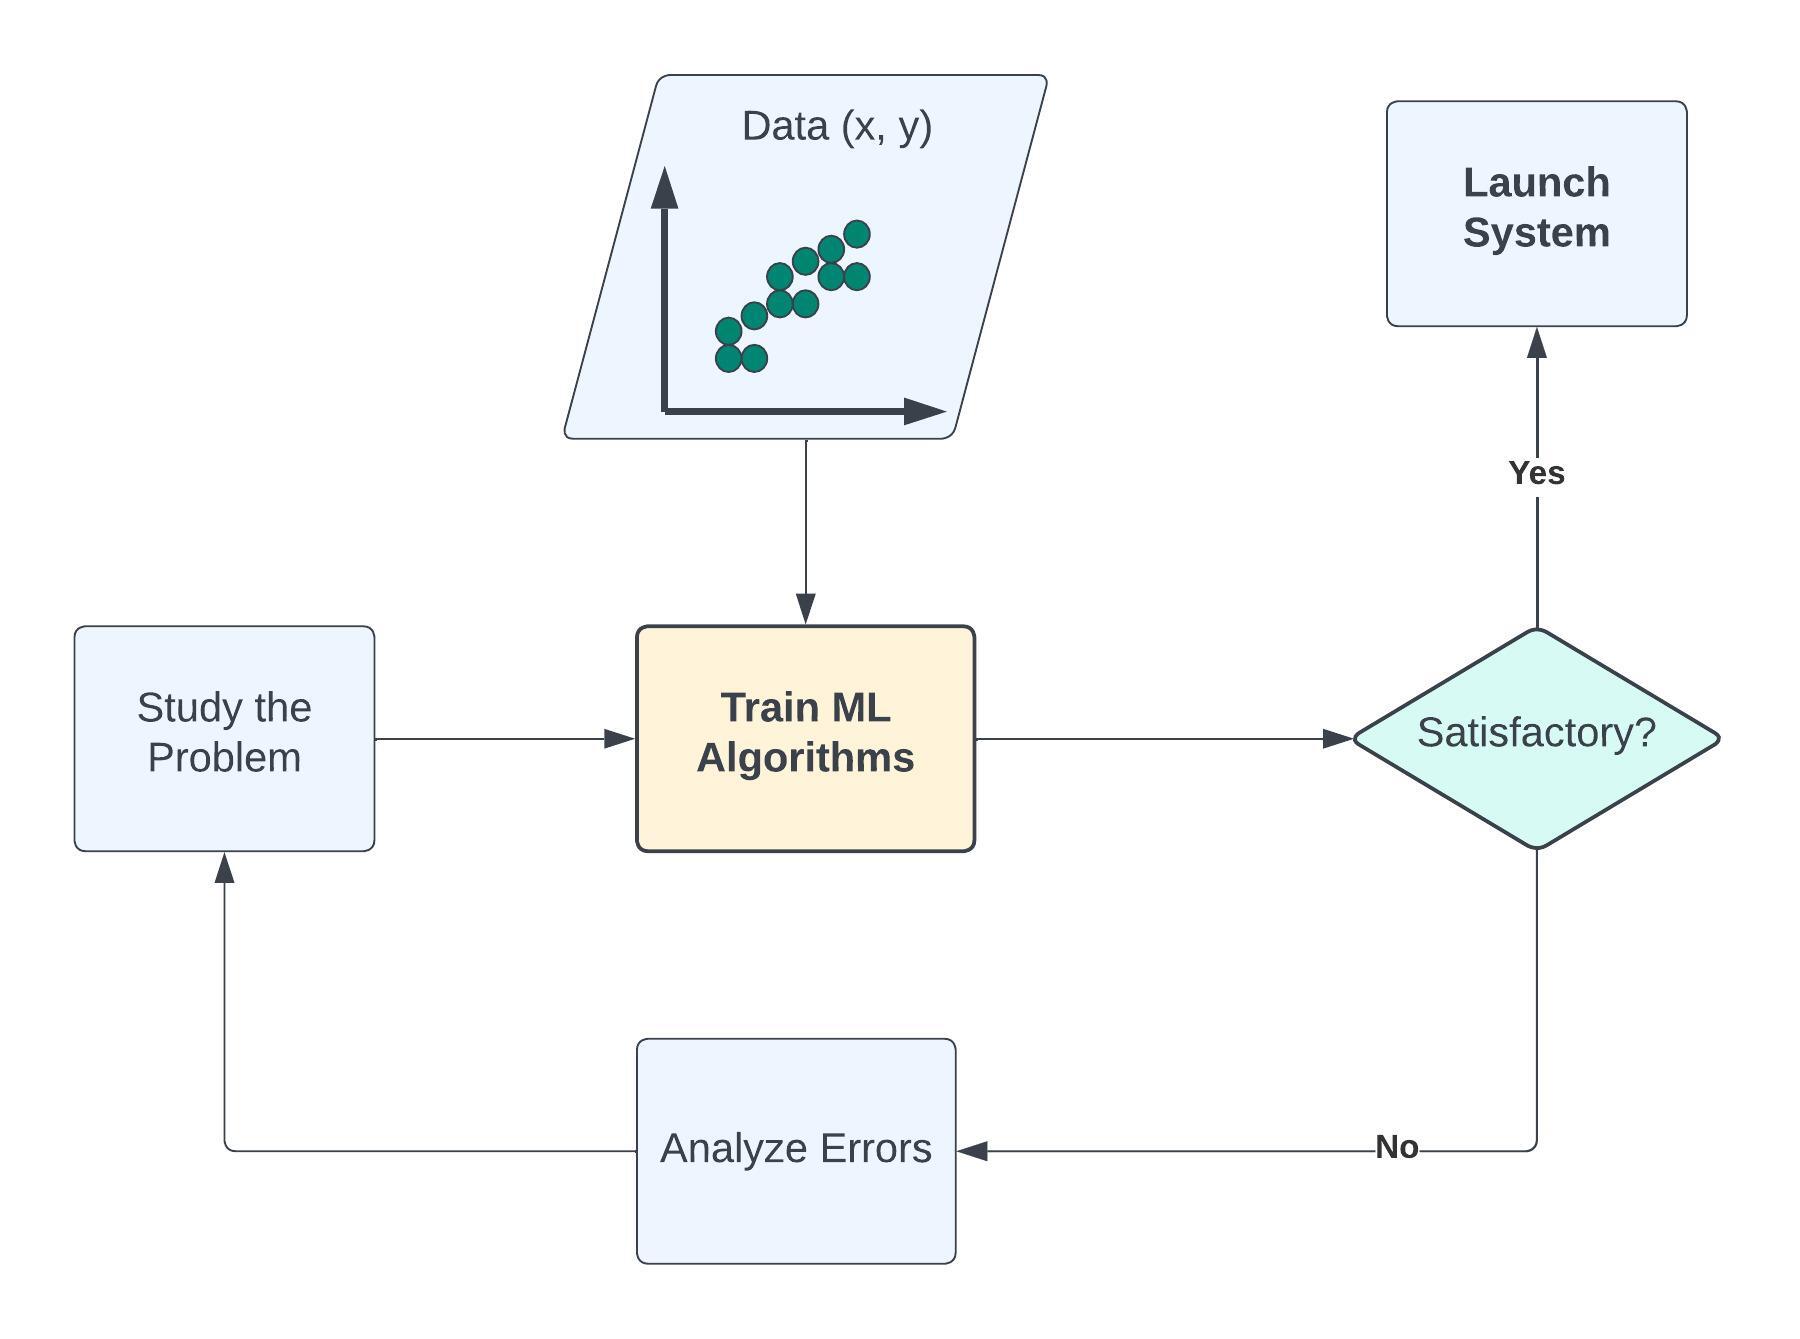 Data (x, y)
Launch
System
Yes
Study the
Problem
Train ML
Algorithms
Satisfactory?
Analyze Errors
No